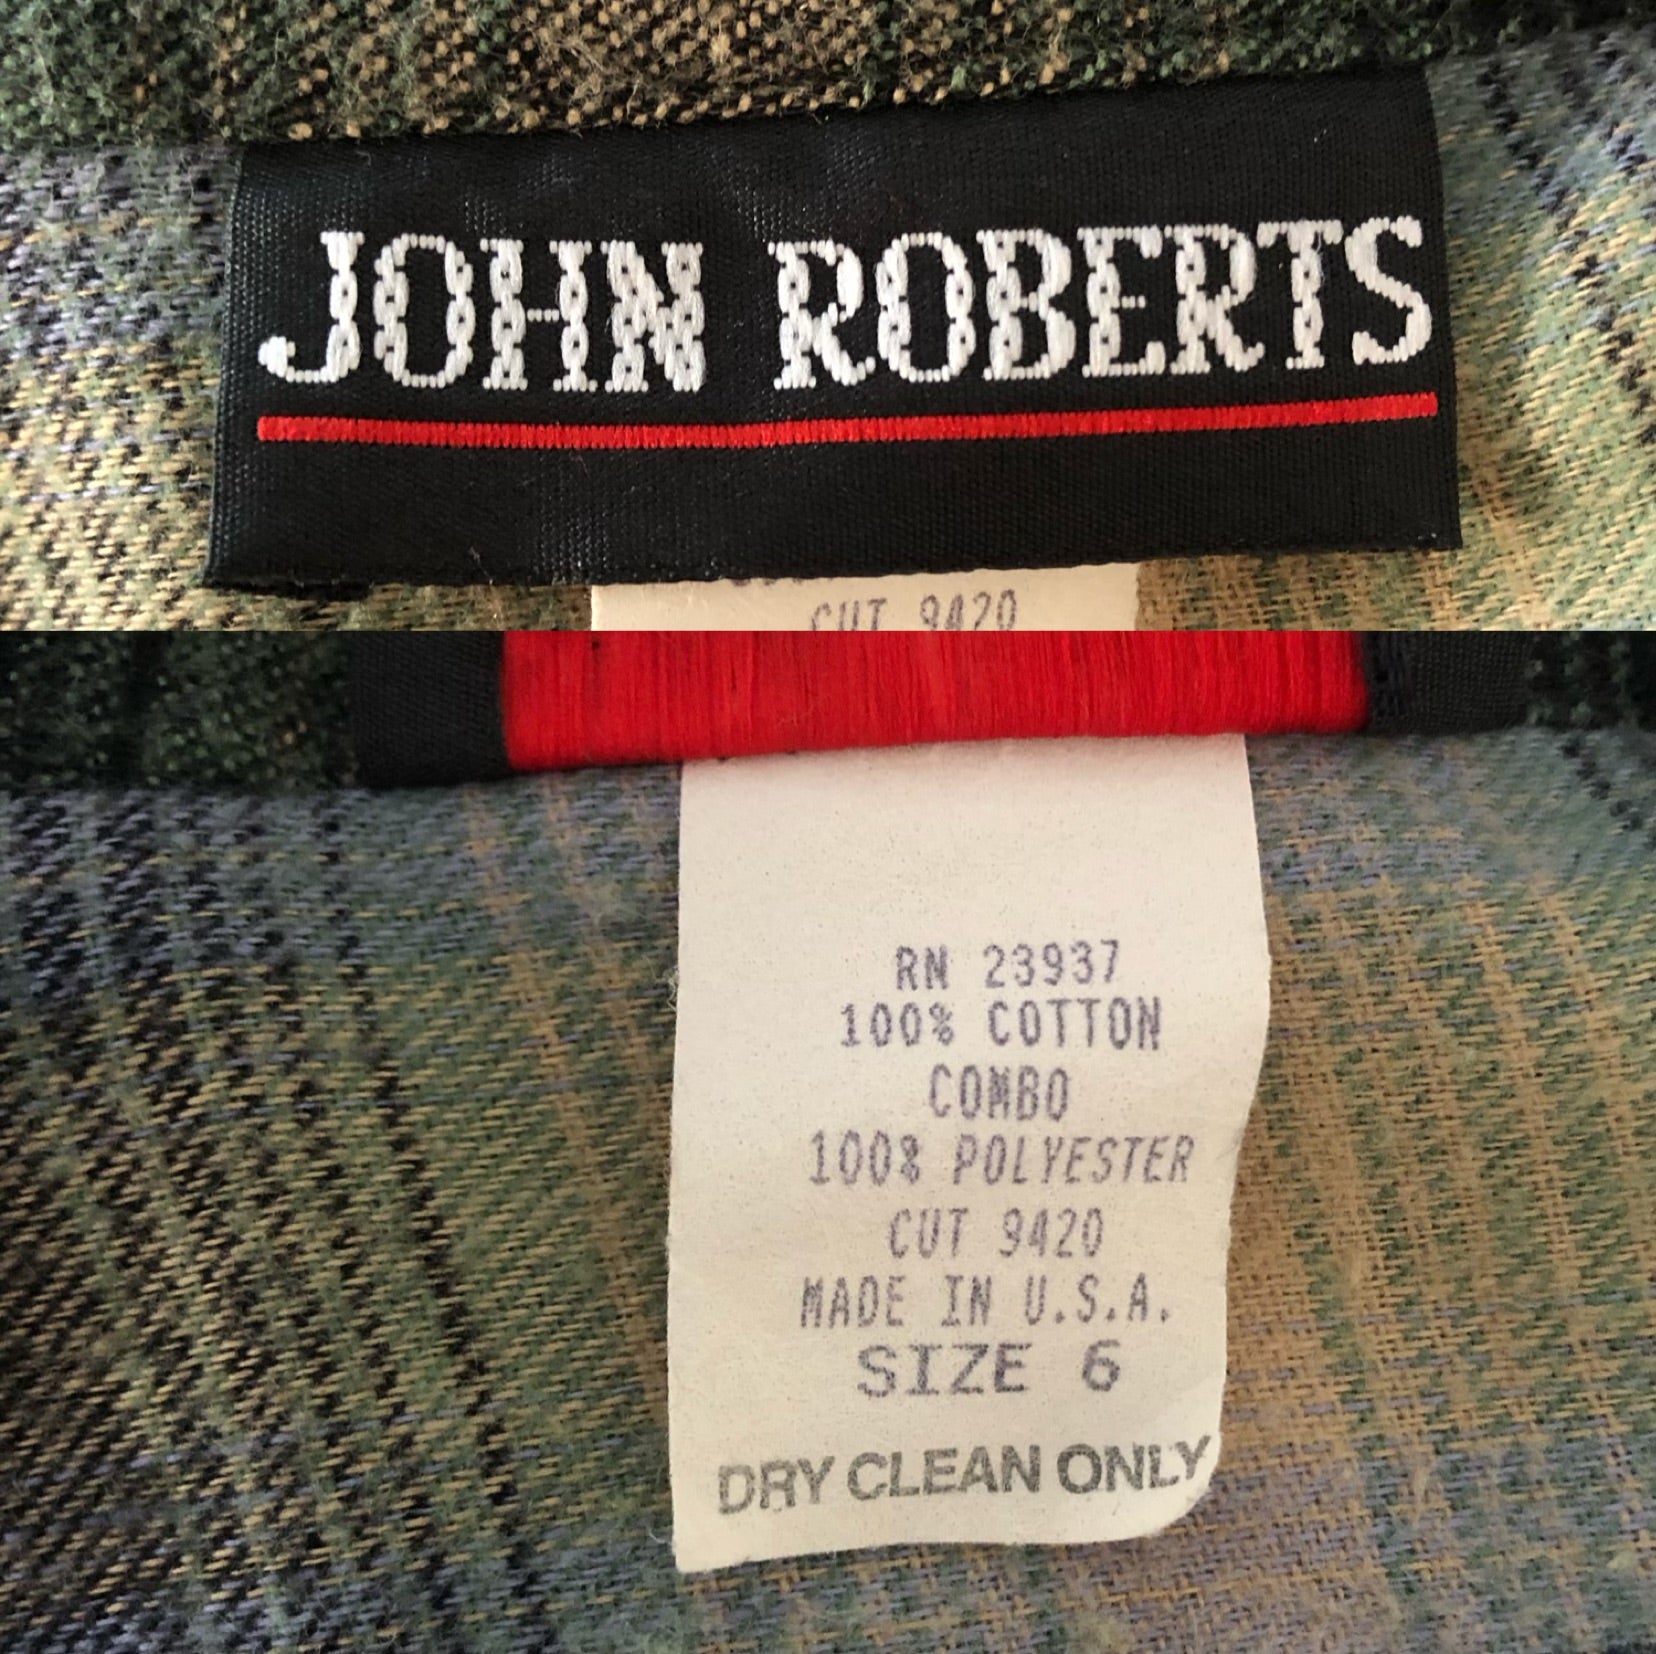 JOHN ROBERTS
CUT 9420
RN 23937
100% COTTON
COMBO
100% POLYESTER
CUT 9420
MADE IN U.S.A.
SIZE 6
DRY CLEAN ONLY